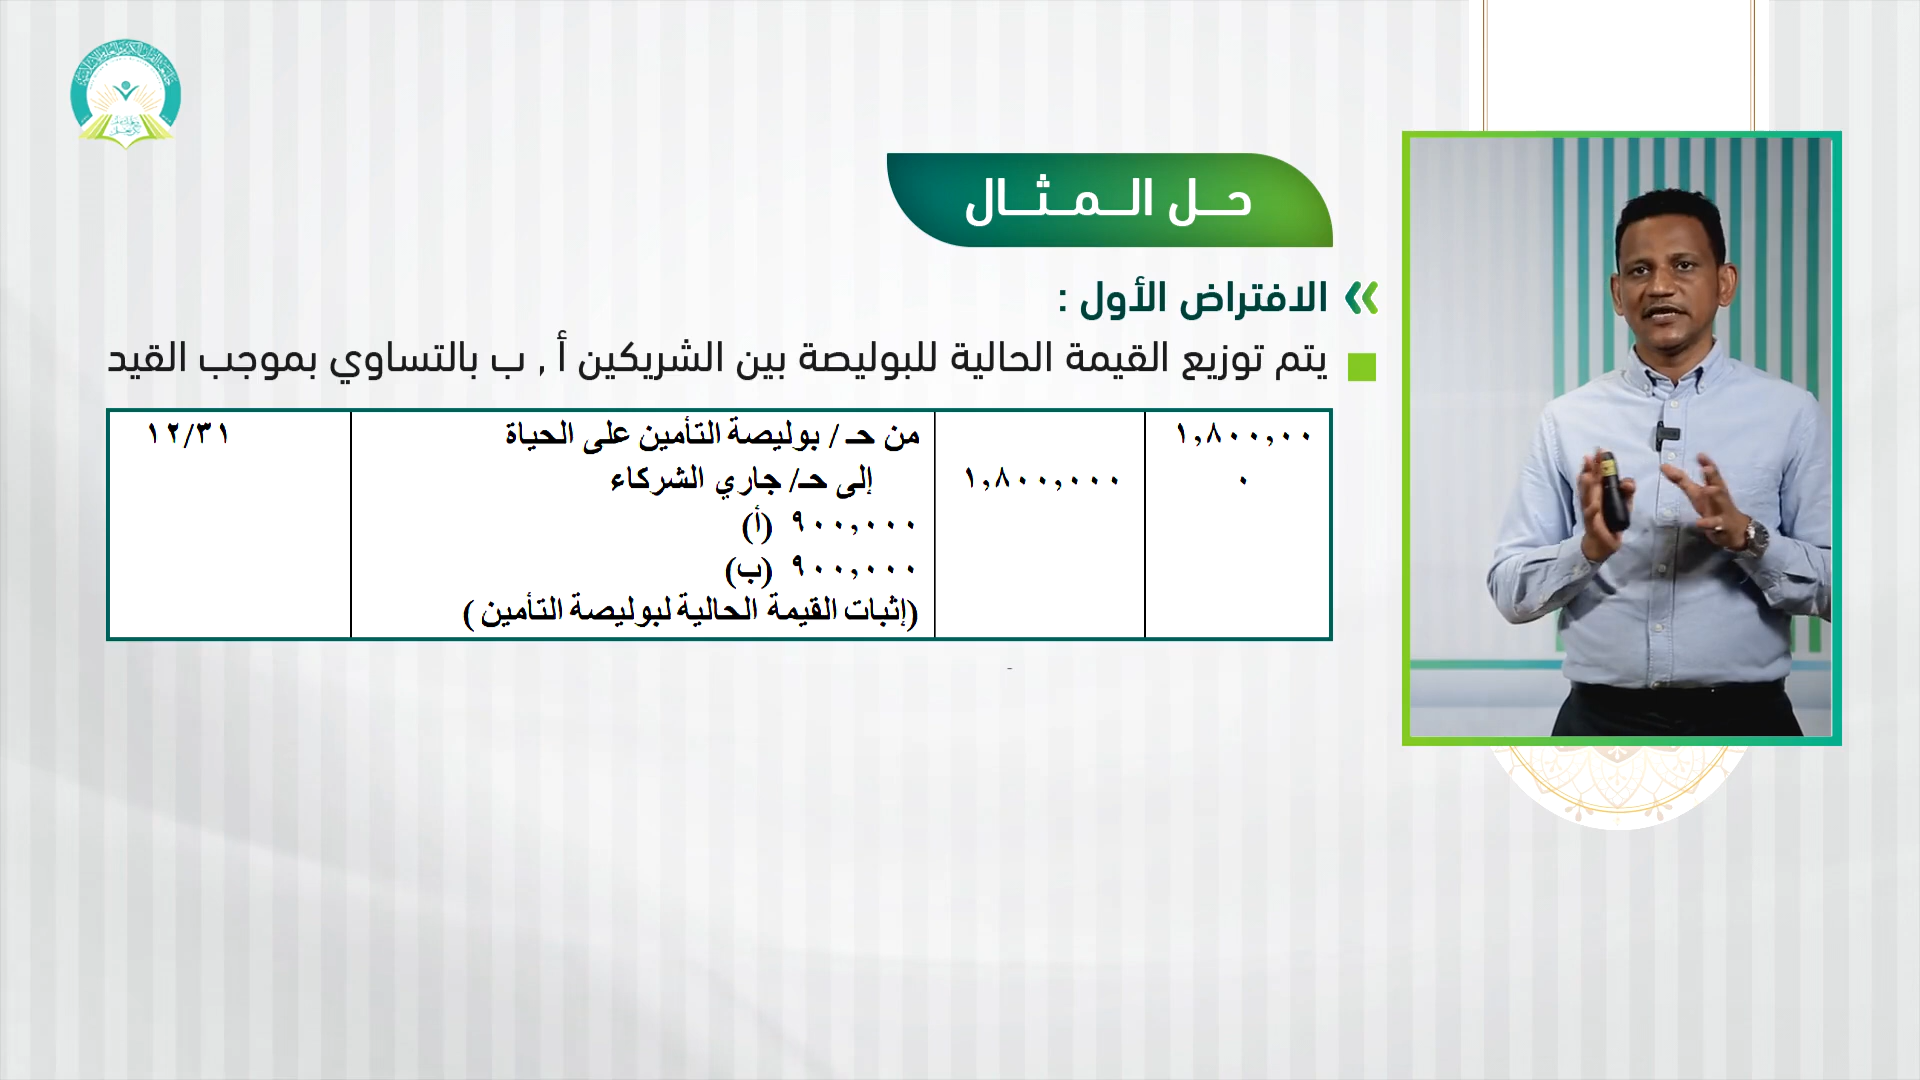 حــل الــمــثــال
الافتراض الأول :
يتم توزيع القيمة الحالية للبوليصة بين الشريكين أ , ب بالتساوي بموجب القيد
١,٨٠٠,٠٠
٠
١,٨٠٠,٠٠٠
من حـ / بوليصة التأمين على الحياة
إلى حـ/ جاري الشركاء
٩٠٠,٠٠٠ (أ)
٩٠٠,٠٠٠ (ب)
(إثبات القيمة الحالية لبوليصة التأمين )
١٢/٣١